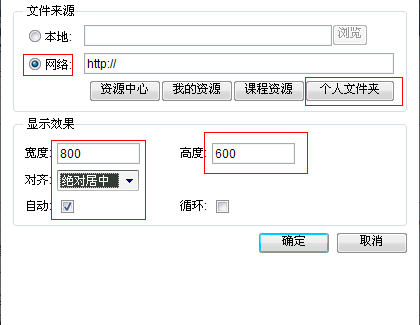 文件来源
本地: 浏览
网络: http://
资源中心 我的资源 课程资源 个人文件夹
显示效果
宽度: 800 高度: 600
对齐: 绝对居中
自动: 循环:
确定 取消